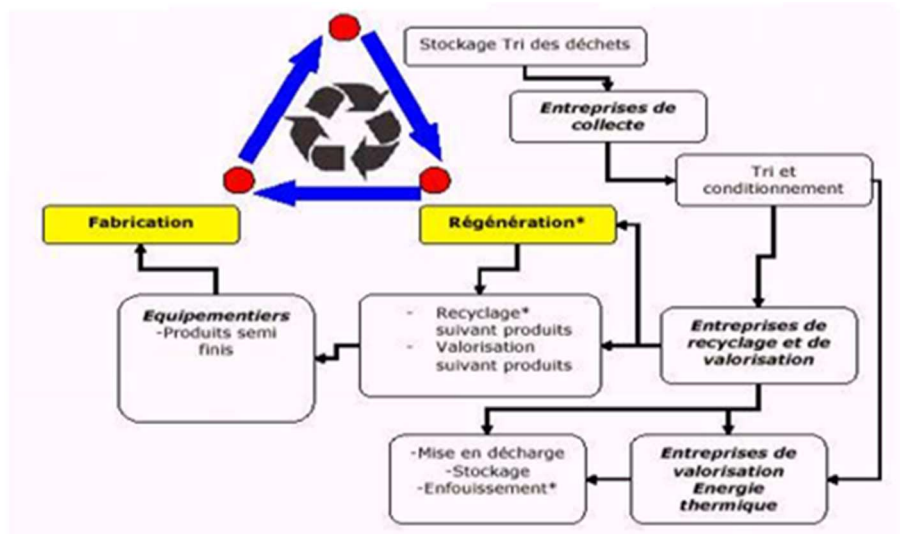 Stockage Tri des déchets
Entreprises de
collecte
Tri et
conditionnement
Fabrication
Régénération*
Equipementiers
-Produits semi
finis
- Recyclage*
suivant produits
- Valorisation
suivant produits
Entreprises de
recyclage et de
valorisation
-Mise en décharge
-Stockage
-Enfouissement*
Entreprises de
valorisation
Energie
thermique